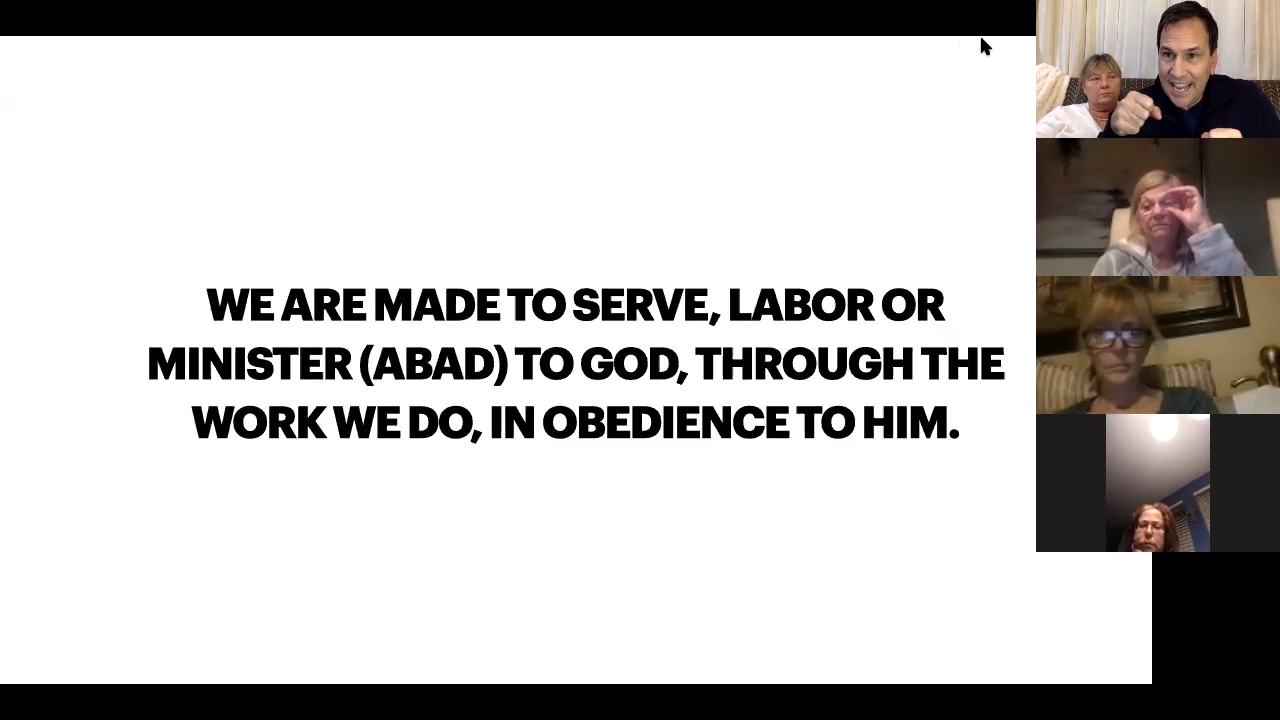 WE ARE MADE TO SERVE, LABOR OR
MINISTER (ABAD) TO GOD, THROUGH THE
WORK WE DO, IN OBEDIENCE TO HIM.